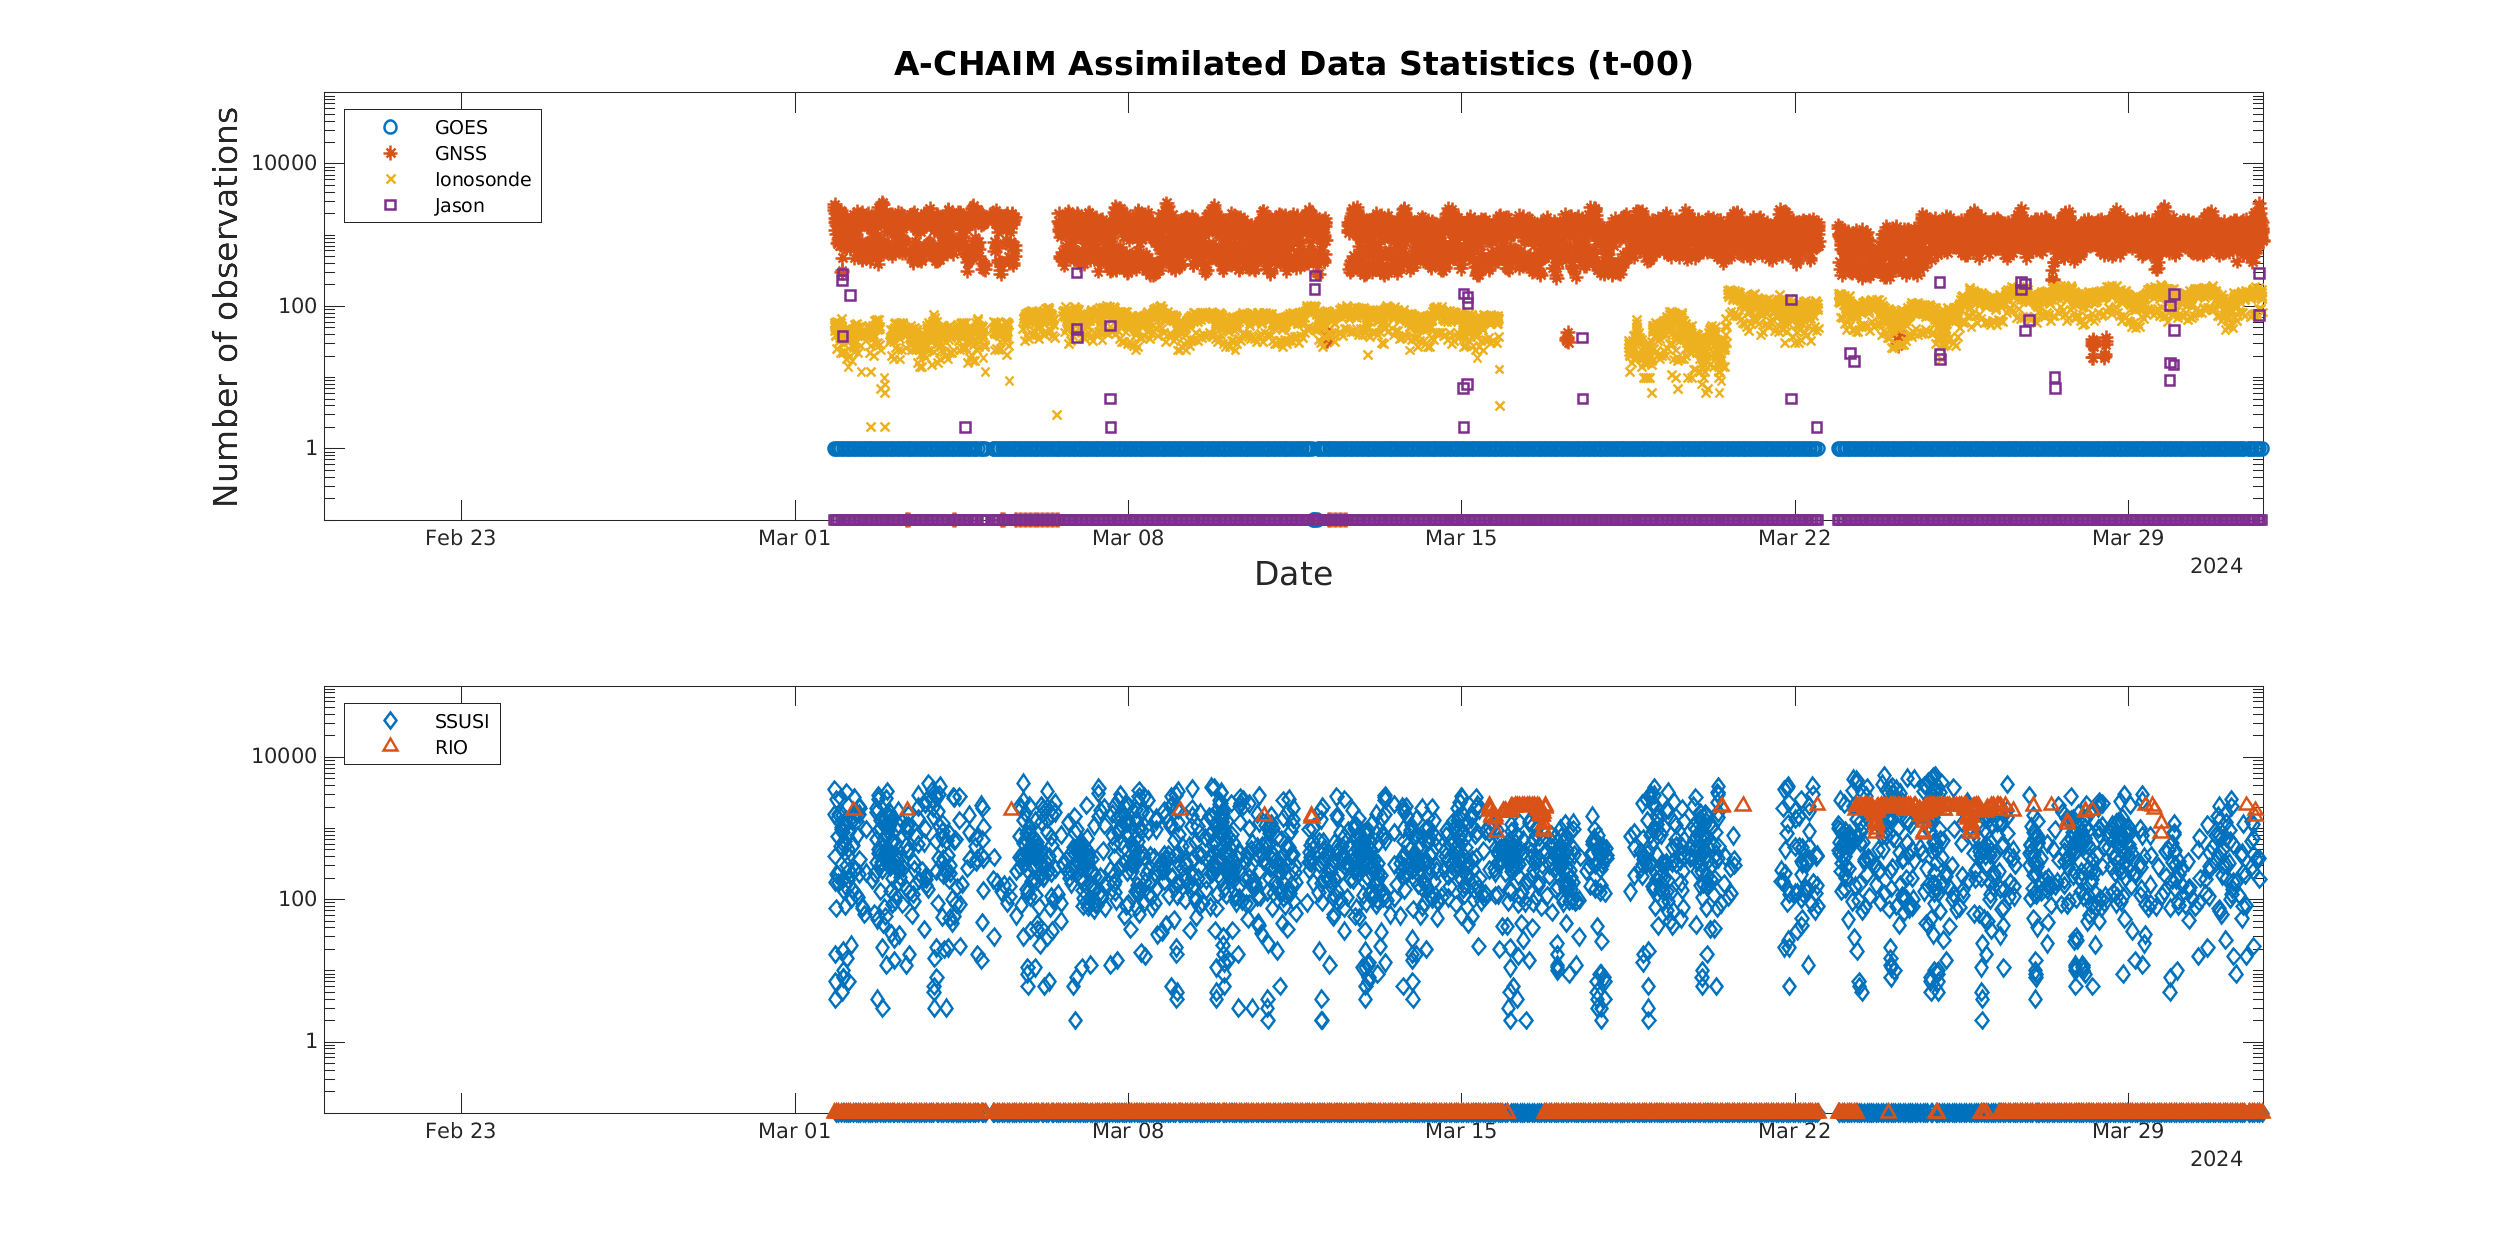 A-CHAIM Assimilated Data Statistics (t-00)
Number of observations
GOES
GNSS
Ionosonde
Jason
10000
100
1
Feb 23
Mar 01
Mar 08
Mar 15
Mar 22
Mar 29
2024
Date
SSUSI
RIO
10000
100
1
Feb 23
Mar 01
Mar 08
Mar 15
Mar 22
Mar 29
2024